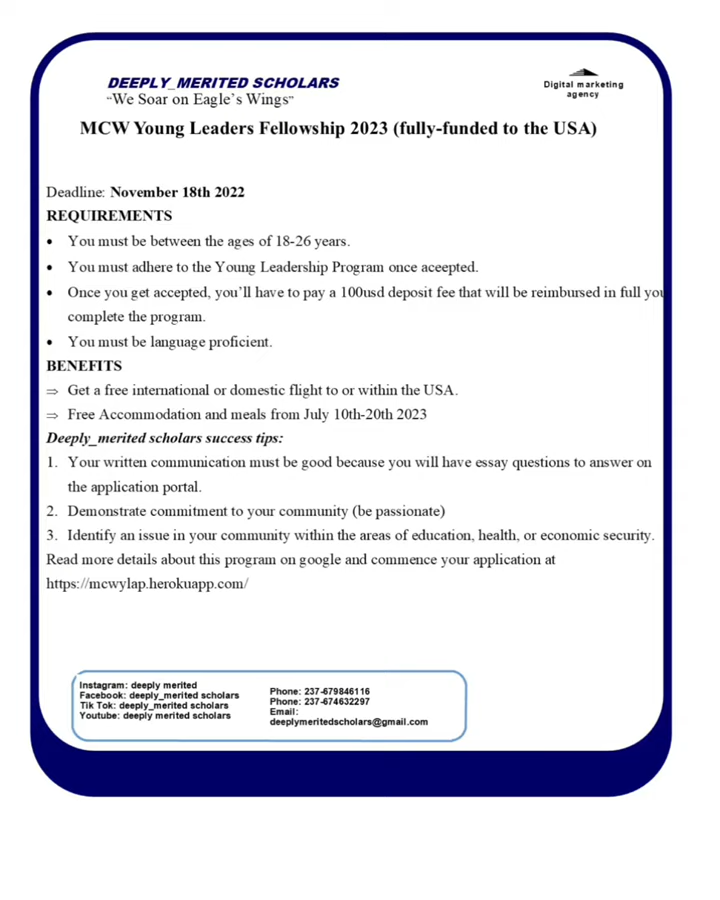 DEEPLY_MERITED SCHOLARS
“We Soar on Eagle’s Wings”
Digital marketing
agency
MCW Young Leaders Fellowship 2023 (fully-funded to the USA)
Deadline: November 18th 2022
REQUIREMENTS
• You must be between the ages of 18-26 years.
• You must adhere to the Young Leadership Program once aceepted.
• Once you get accepted, you’ll have to pay a 100usd deposit fee that will be reimbursed in full you
complete the program.
• You must be language proficient.
BENEFITS
⇒ Get a free international or domestic flight to or within the USA.
⇒ Free Accommodation and meals from July 10th-20th 2023
Deeply_merited scholars success tips:
1. Your written communication must be good because you will have essay questions to answer on
the application portal.
2. Demonstrate commitment to your community (be passionate)
3. Identify an issue in your community within the areas of education, health, or economic security.
Read more details about this program on google and commence your application at
https://mcwylap.herokuapp.com/
Instagram: deeply merited
Facebook: deeply_merited scholars
Tik Tok: deeply_merited scholars
Youtube: deeply merited scholars
Phone: 237-679846116
Phone: 237-674632297
Email:
deeplymeritedscholars@gmail.com